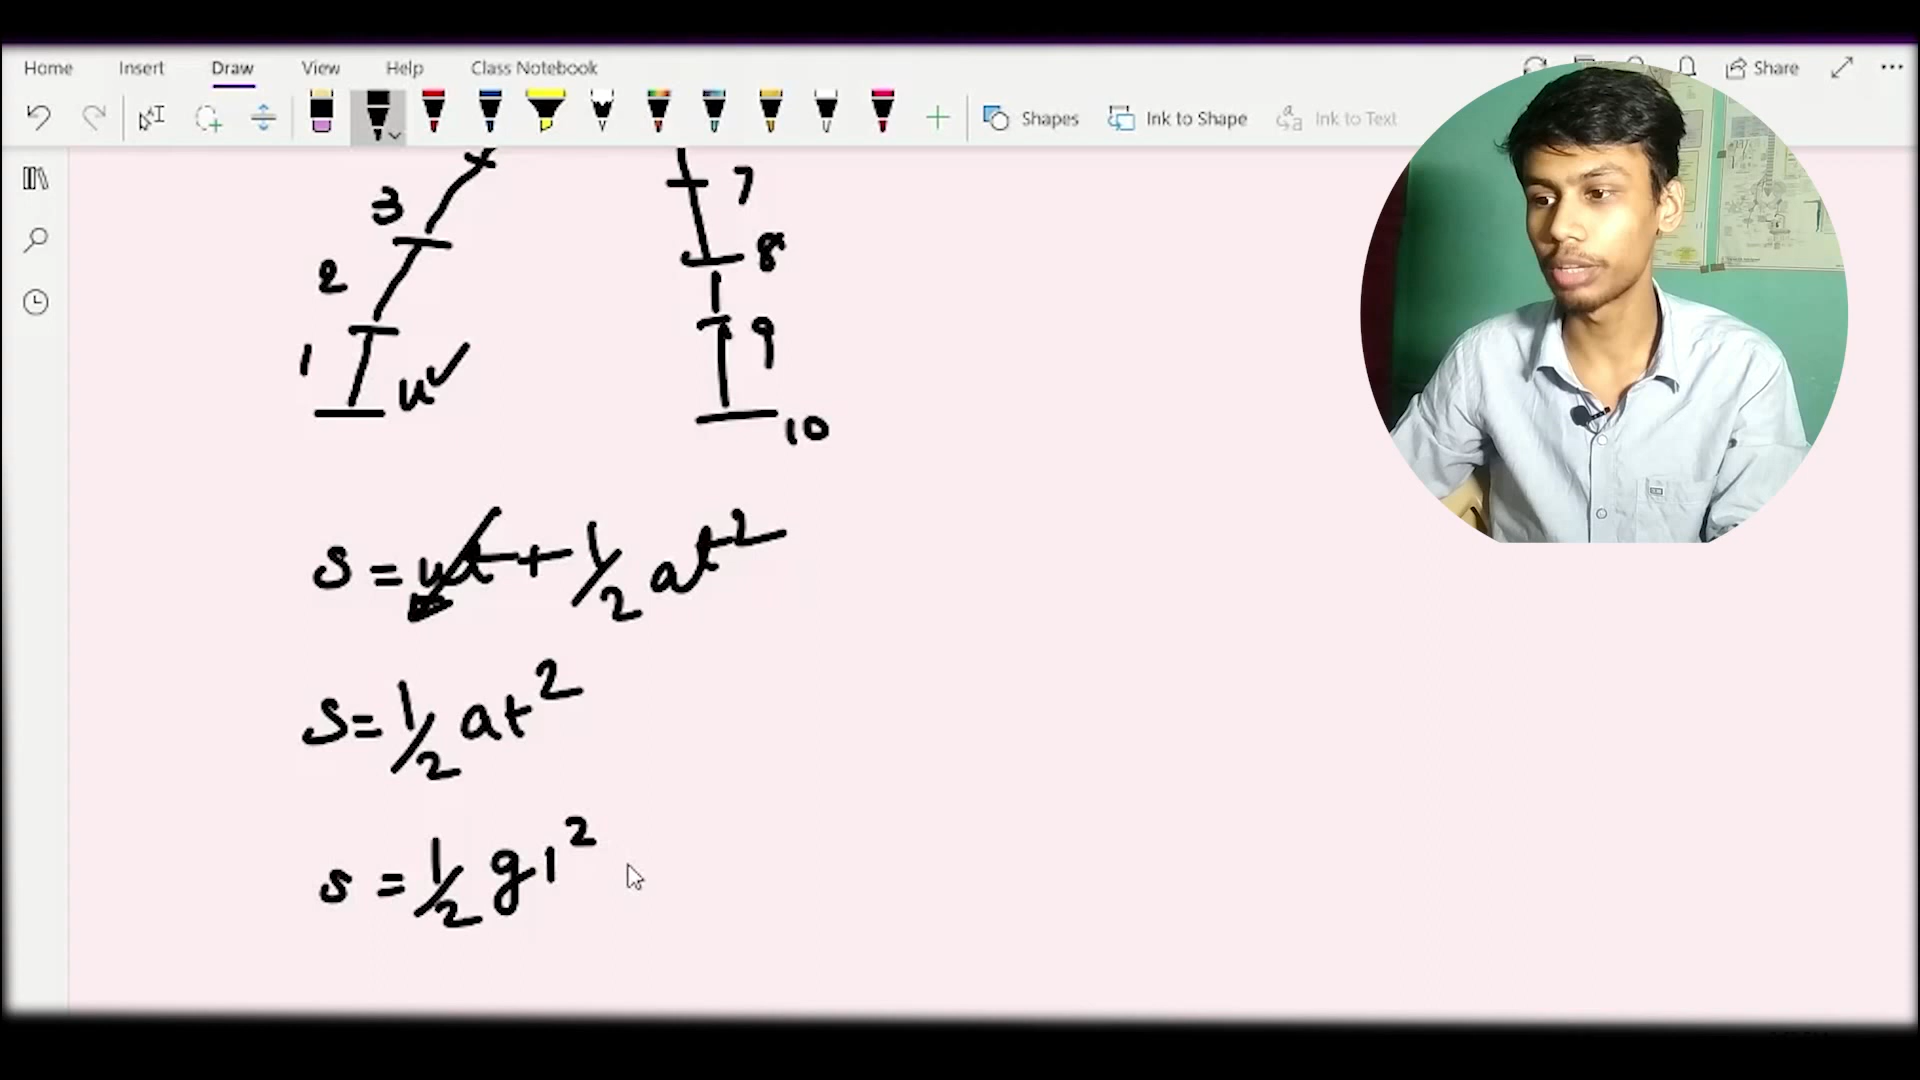 Home Insert Draw View Help Class Notebook Share
Shapes Ink to Shape Ink to Text
3 7
2 8
1 u 9
10
s = ut + 1/2 at²
s = 1/2 at²
s = 1/2 g1²